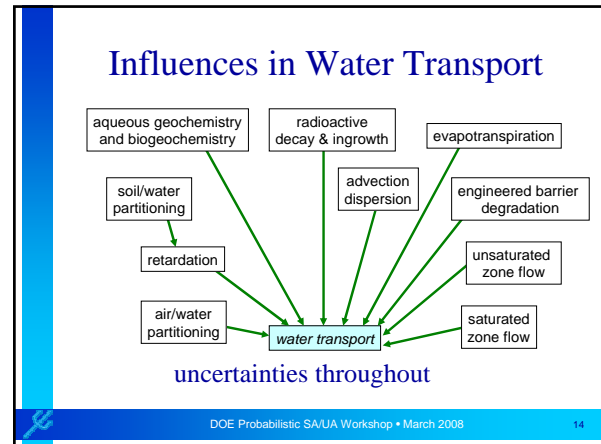 Influences in Water Transport
aqueous geochemistry
and biogeochemistry
radioactive
decay & ingrowth
evapotranspiration
soil/water
partitioning
advection
dispersion
engineered barrier
degradation
retardation
unsaturated
zone flow
air/water
partitioning
water transport
saturated
zone flow
uncertainties throughout
DOE Probabilistic SA/UA Workshop • March 2008
14